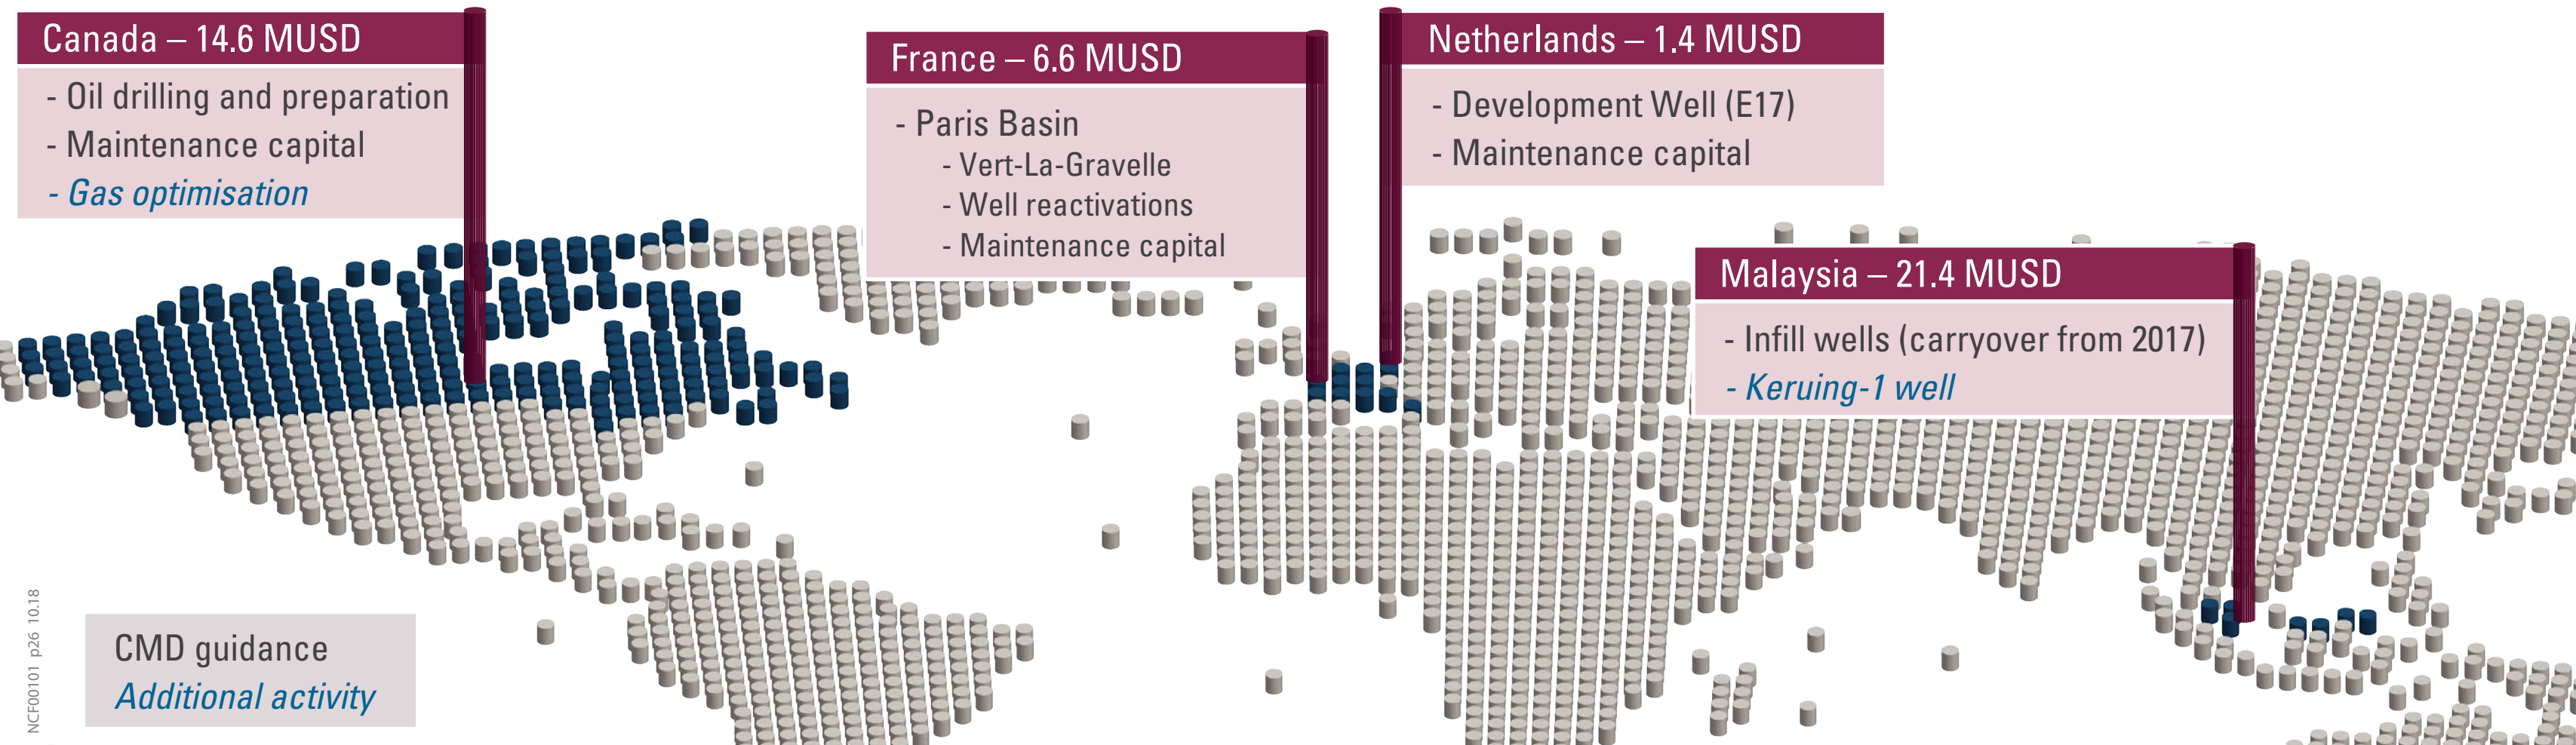 Canada – 14.6 MUSD
- Oil drilling and preparation
- Maintenance capital
- Gas optimisation
France – 6.6 MUSD
- Paris Basin
- Vert-La-Gravelle
- Well reactivations
- Maintenance capital
Netherlands – 1.4 MUSD
- Development Well (E17)
- Maintenance capital
Malaysia – 21.4 MUSD
- Infill wells (carryover from 2017)
- Keruing-1 well
CMD guidance
Additional activity
NCF00101 p26 10.18